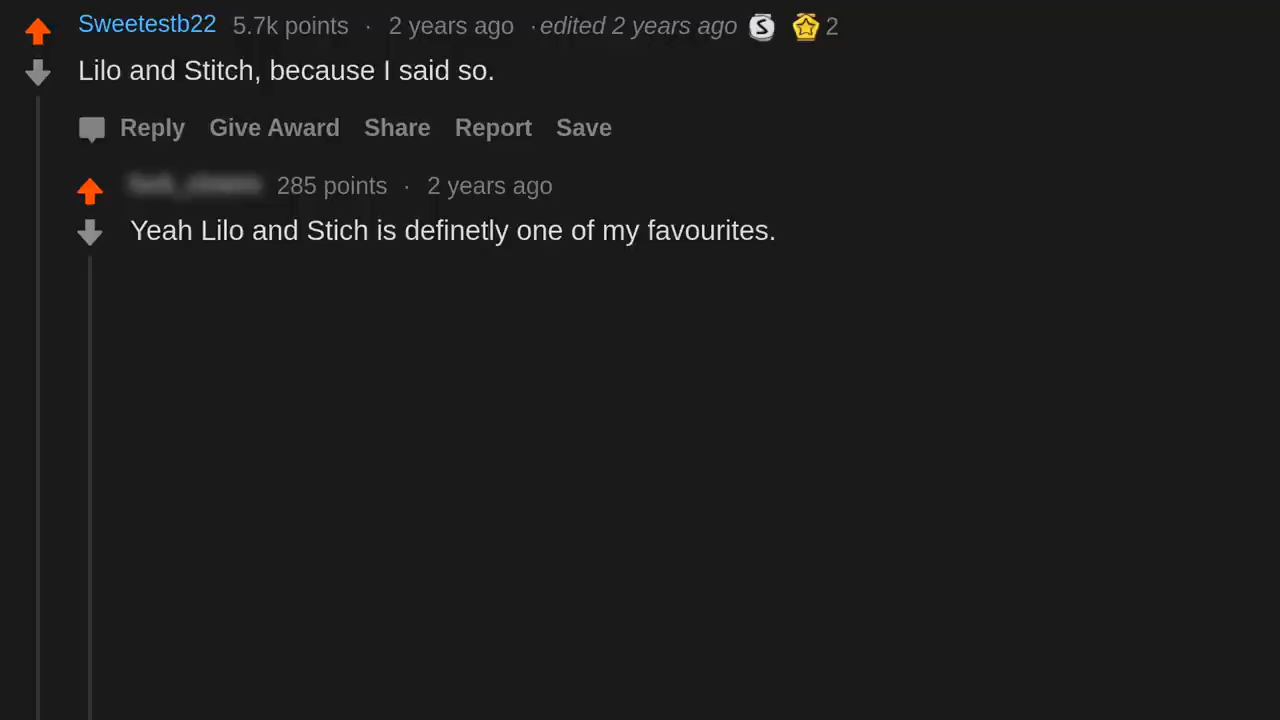 Sweetestb22 5.7k points · 2 years ago · edited 2 years ago S 2
Lilo and Stitch, because I said so.
Reply Give Award Share Report Save
285 points · 2 years ago
Yeah Lilo and Stich is definetly one of my favourites.